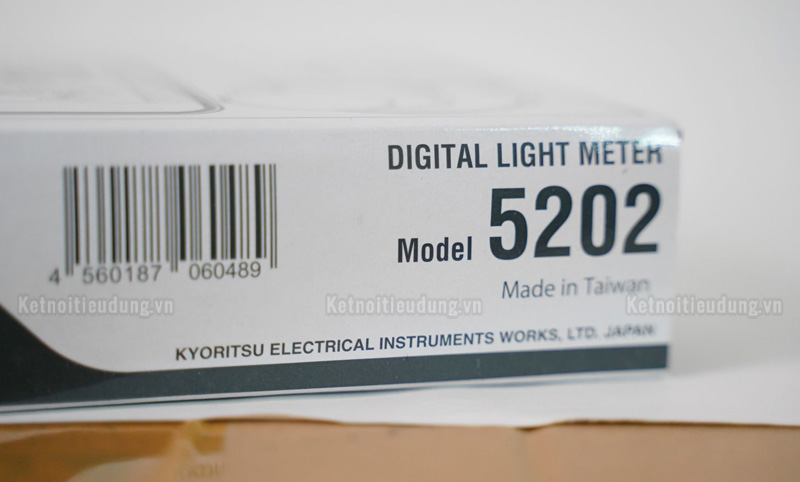 DIGITAL LIGHT METER
Model 5202
4 560187 060489
Made in Taiwan
Ketnoitieudung.vn Ketnoitieudung.vn Ketnoitieudung.vn
KYORITSU ELECTRICAL INSTRUMENTS WORKS, LTD. JAPAN